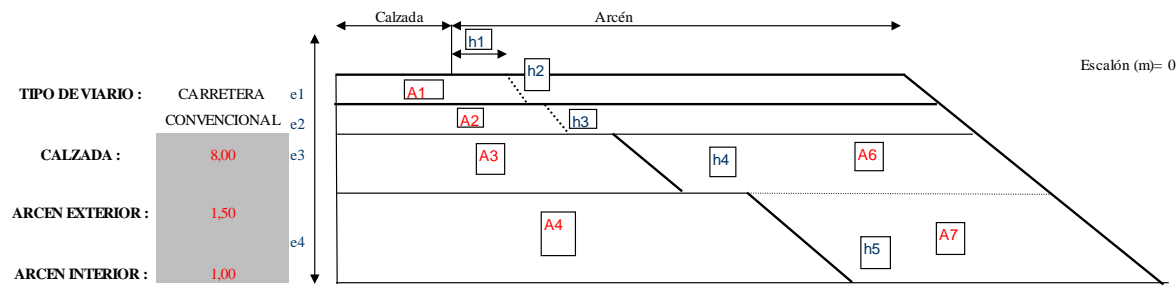 Calzada Arcén
h1
h2
Escalón (m)= 0
TIPO DE VIARIO : CARRETERA e1 A1
CONVENCIONAL e2 A2 h3
CALZADA : 8,00 e3 A3 h4 A6
ARCEN EXTERIOR : 1,50
e4 A4 h5 A7
ARCEN INTERIOR : 1,00